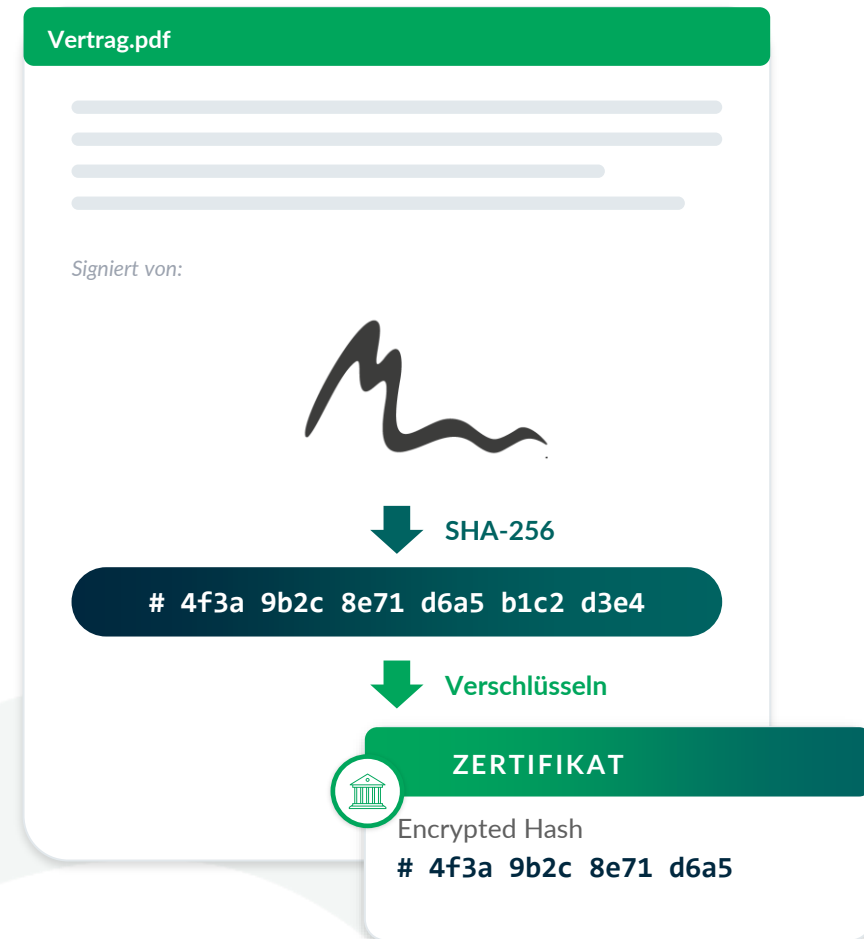 Vertrag.pdf
Signiert von:
SHA-256
# 4f3a 9b2c 8e71 d6a5 b1c2 d3e4
Verschlüsseln
ZERTIFIKAT
Encrypted Hash
# 4f3a 9b2c 8e71 d6a5